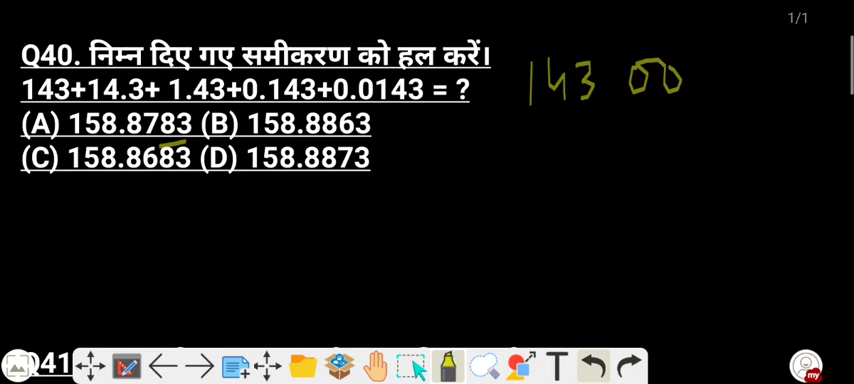 1/1
Q40. निम्न दिए गए समीकरण को हल करें। 143 00
143+14.3+ 1.43+0.143+0.0143 = ?
(A) 158.8783 (B) 158.8863
(C) 158.8683 (D) 158.8873
Q41
T
my